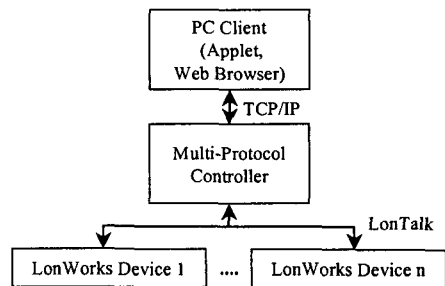 PC Client
(Applet,
Web Browser)
TCP/IP
Multi-Protocol
Controller
LonTalk
LonWorks Device 1 .... LonWorks Device n